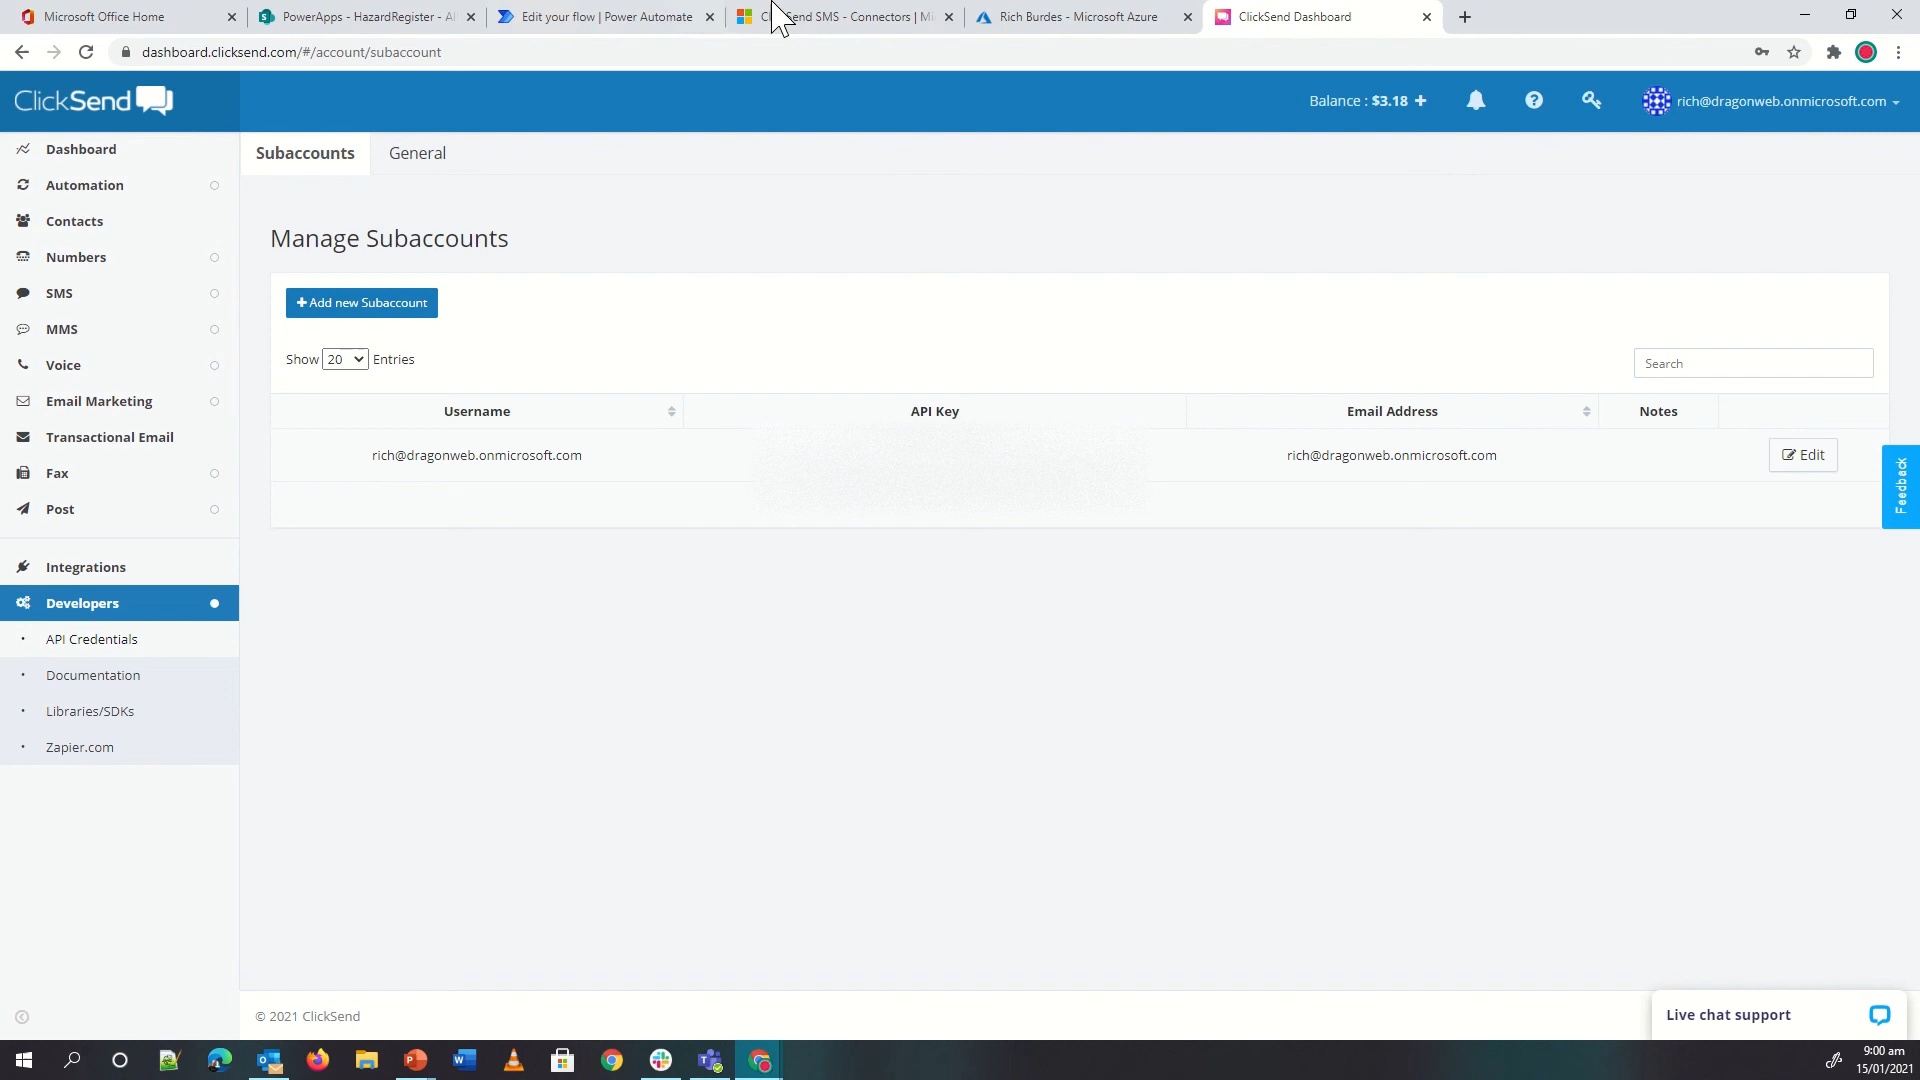 Microsoft Office Home
PowerApps - HazardRegister - Al
Edit your flow | Power Automate
Send SMS - Connectors | Mi
Rich Burdes - Microsoft Azure
ClickSend Dashboard
dashboard.clicksend.com/#/account/subaccount
ClickSend
Balance : $3.18
rich@dragonweb.onmicrosoft.com
Dashboard
Automation
Contacts
Numbers
SMS
MMS
Voice
Email Marketing
Transactional Email
Fax
Post
Integrations
Developers
API Credentials
Documentation
Libraries/SDKs
Zapier.com
Subaccounts
General
Manage Subaccounts
Add new Subaccount
Show 20 Entries
Search
Username
API Key
Email Address
Notes
rich@dragonweb.onmicrosoft.com
rich@dragonweb.onmicrosoft.com
Edit
Feedback
© 2021 ClickSend
Live chat support
9:00 am
15/01/2021